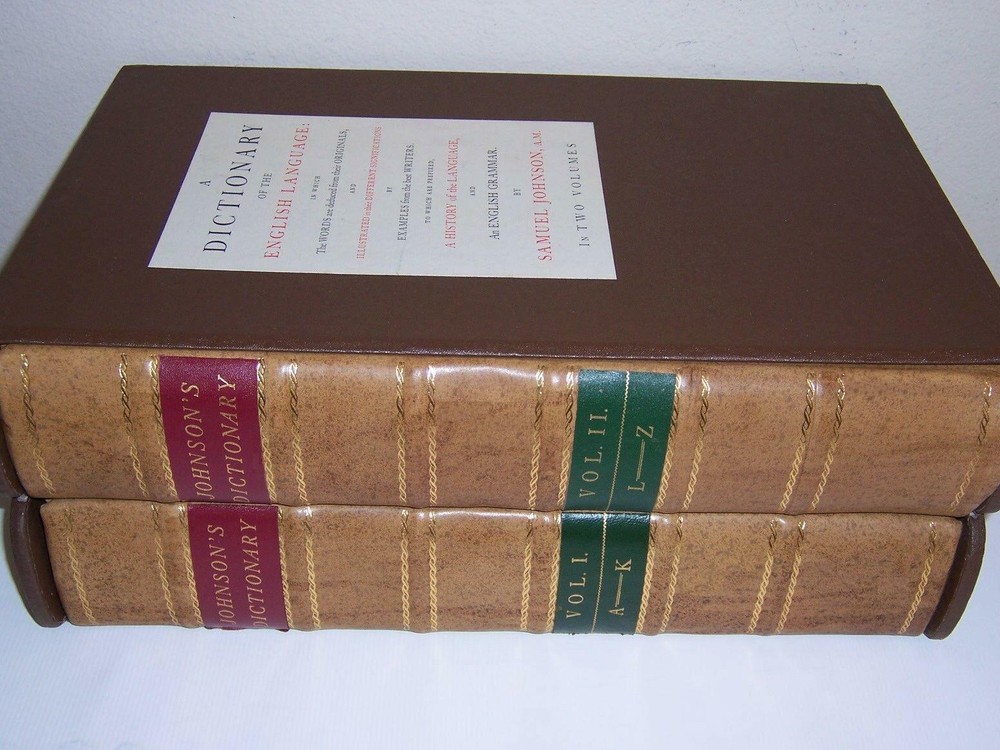 A
DICTIONARY
OF THE
ENGLISH LANGUAGE:
IN WHICH
The WORDS are deduced from their ORIGINALS,
AND
ILLUSTRATED in their DIFFERENT SIGNIFICATIONS
BY
EXAMPLES from the best WRITERS.
TO WHICH ARE PREFIXED,
A HISTORY of the LANGUAGE,
AND
An ENGLISH GRAMMAR.
BY
SAMUEL JOHNSON, A.M.
IN TWO VOLUMES
JOHNSON'S
DICTIONARY
VOL. II.
L—Z
JOHNSON'S
DICTIONARY
VOL. I.
A—K